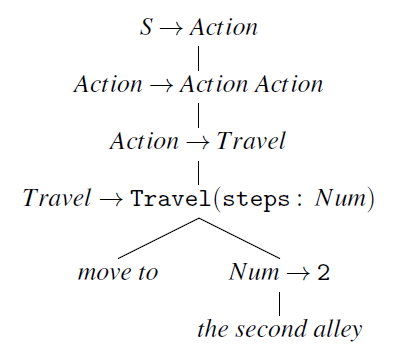 S → Action
Action → Action Action
Action → Travel
Travel → Travel(steps: Num)
move to Num → 2
the second alley